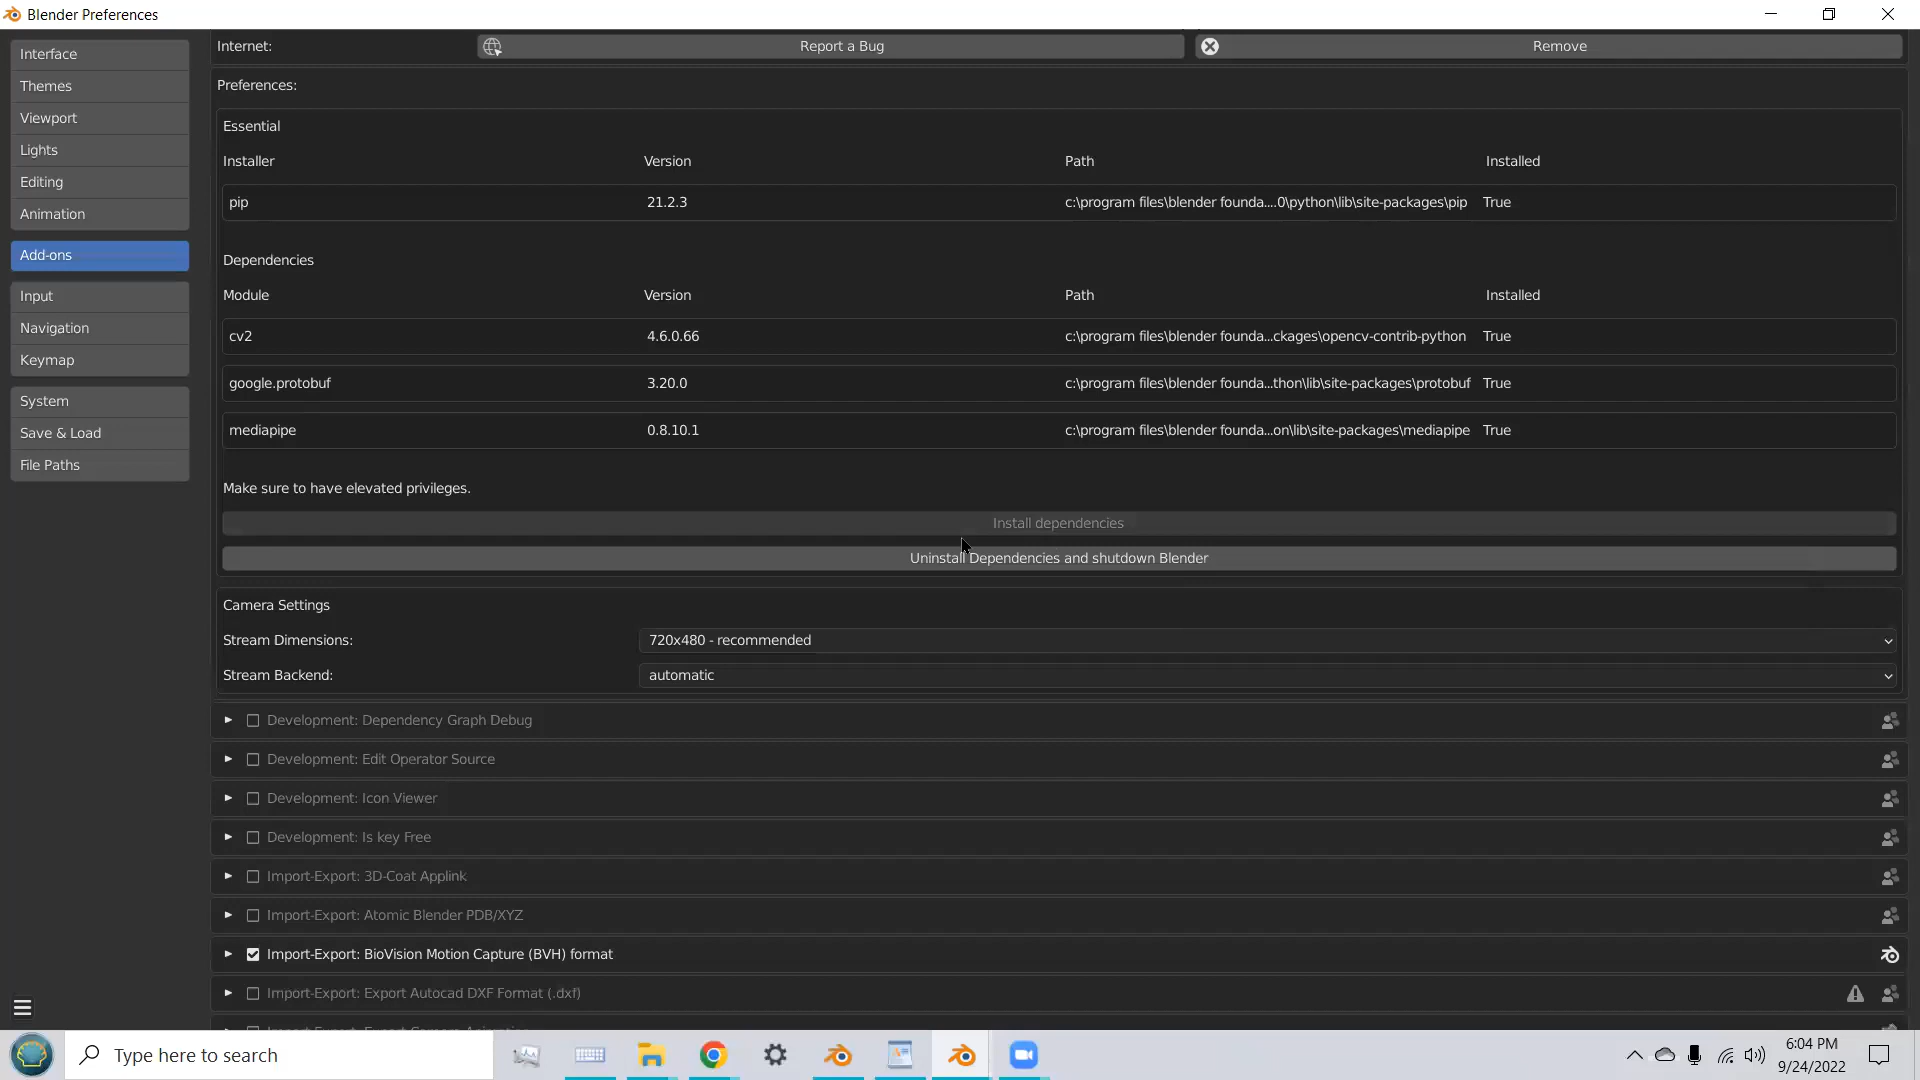 Blender Preferences
Interface
Themes
Viewport
Lights
Editing
Animation
Add-ons
Input
Navigation
Keymap
System
Save & Load
File Paths
Internet: Report a Bug Remove
Preferences:
Essential
Installer Version Path Installed
pip 21.2.3 c:\program files\blender founda....0\python\lib\site-packages\pip True
Dependencies
Module Version Path Installed
cv2 4.6.0.66 c:\program files\blender founda...ckages\opencv-contrib-python True
google.protobuf 3.20.0 c:\program files\blender founda...thon\lib\site-packages\protobuf True
mediapipe 0.8.10.1 c:\program files\blender founda...on\lib\site-packages\mediapipe True
Make sure to have elevated privileges.
Install dependencies
Uninstall Dependencies and shutdown Blender
Camera Settings
Stream Dimensions: 720x480 - recommended
Stream Backend: automatic
Development: Dependency Graph Debug
Development: Edit Operator Source
Development: Icon Viewer
Development: Is key Free
Import-Export: 3D-Coat Applink
Import-Export: Atomic Blender PDB/XYZ
Import-Export: BioVision Motion Capture (BVH) format
Import-Export: Export Autocad DXF Format (.dxf)
Type here to search
6:04 PM
9/24/2022